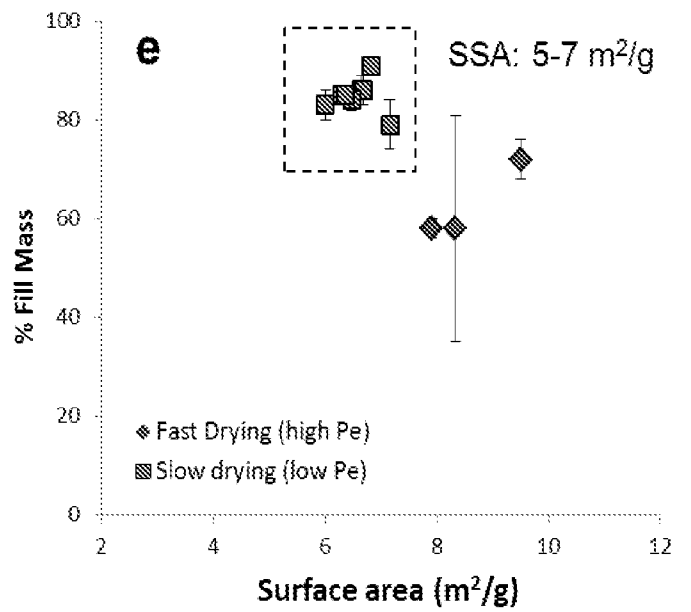 e
SSA: 5-7 m²/g
100
80
60
40
20
0
% Fill Mass
Fast Drying (high Pe)
Slow drying (low Pe)
2 4 6 8 10 12
Surface area (m²/g)